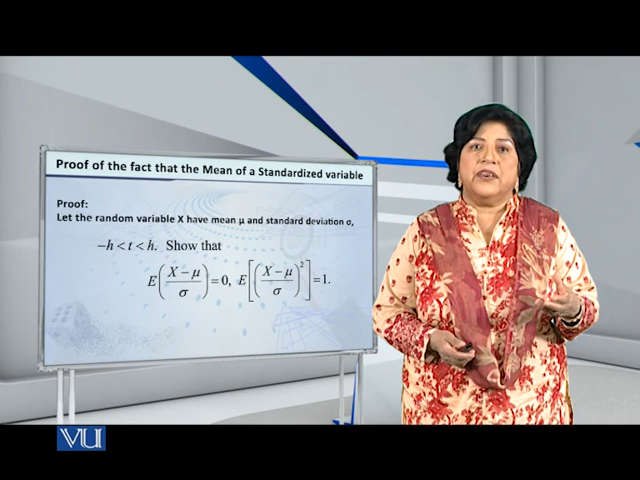 Proof of the fact that the Mean of a Standardized variable
Proof:
Let the random variable X have mean μ and standard deviation σ,
−h < t < h. Show that
E((X − μ)/σ) = 0, E[((X − μ)/σ)²] = 1.
VU